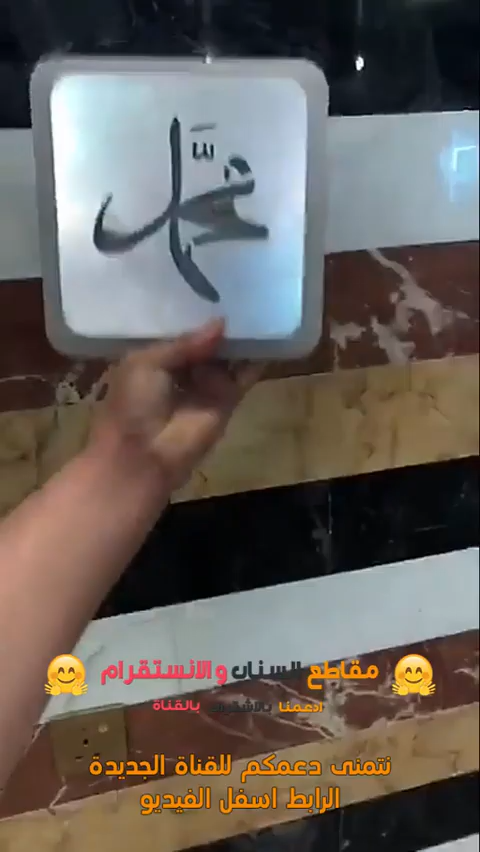 محمد
مقاطع السناب والانستقرام
ادعمنا بالاشتراك بالقناة
نتمنى دعمكم للقناة الجديدة
الرابط اسفل الفيديو